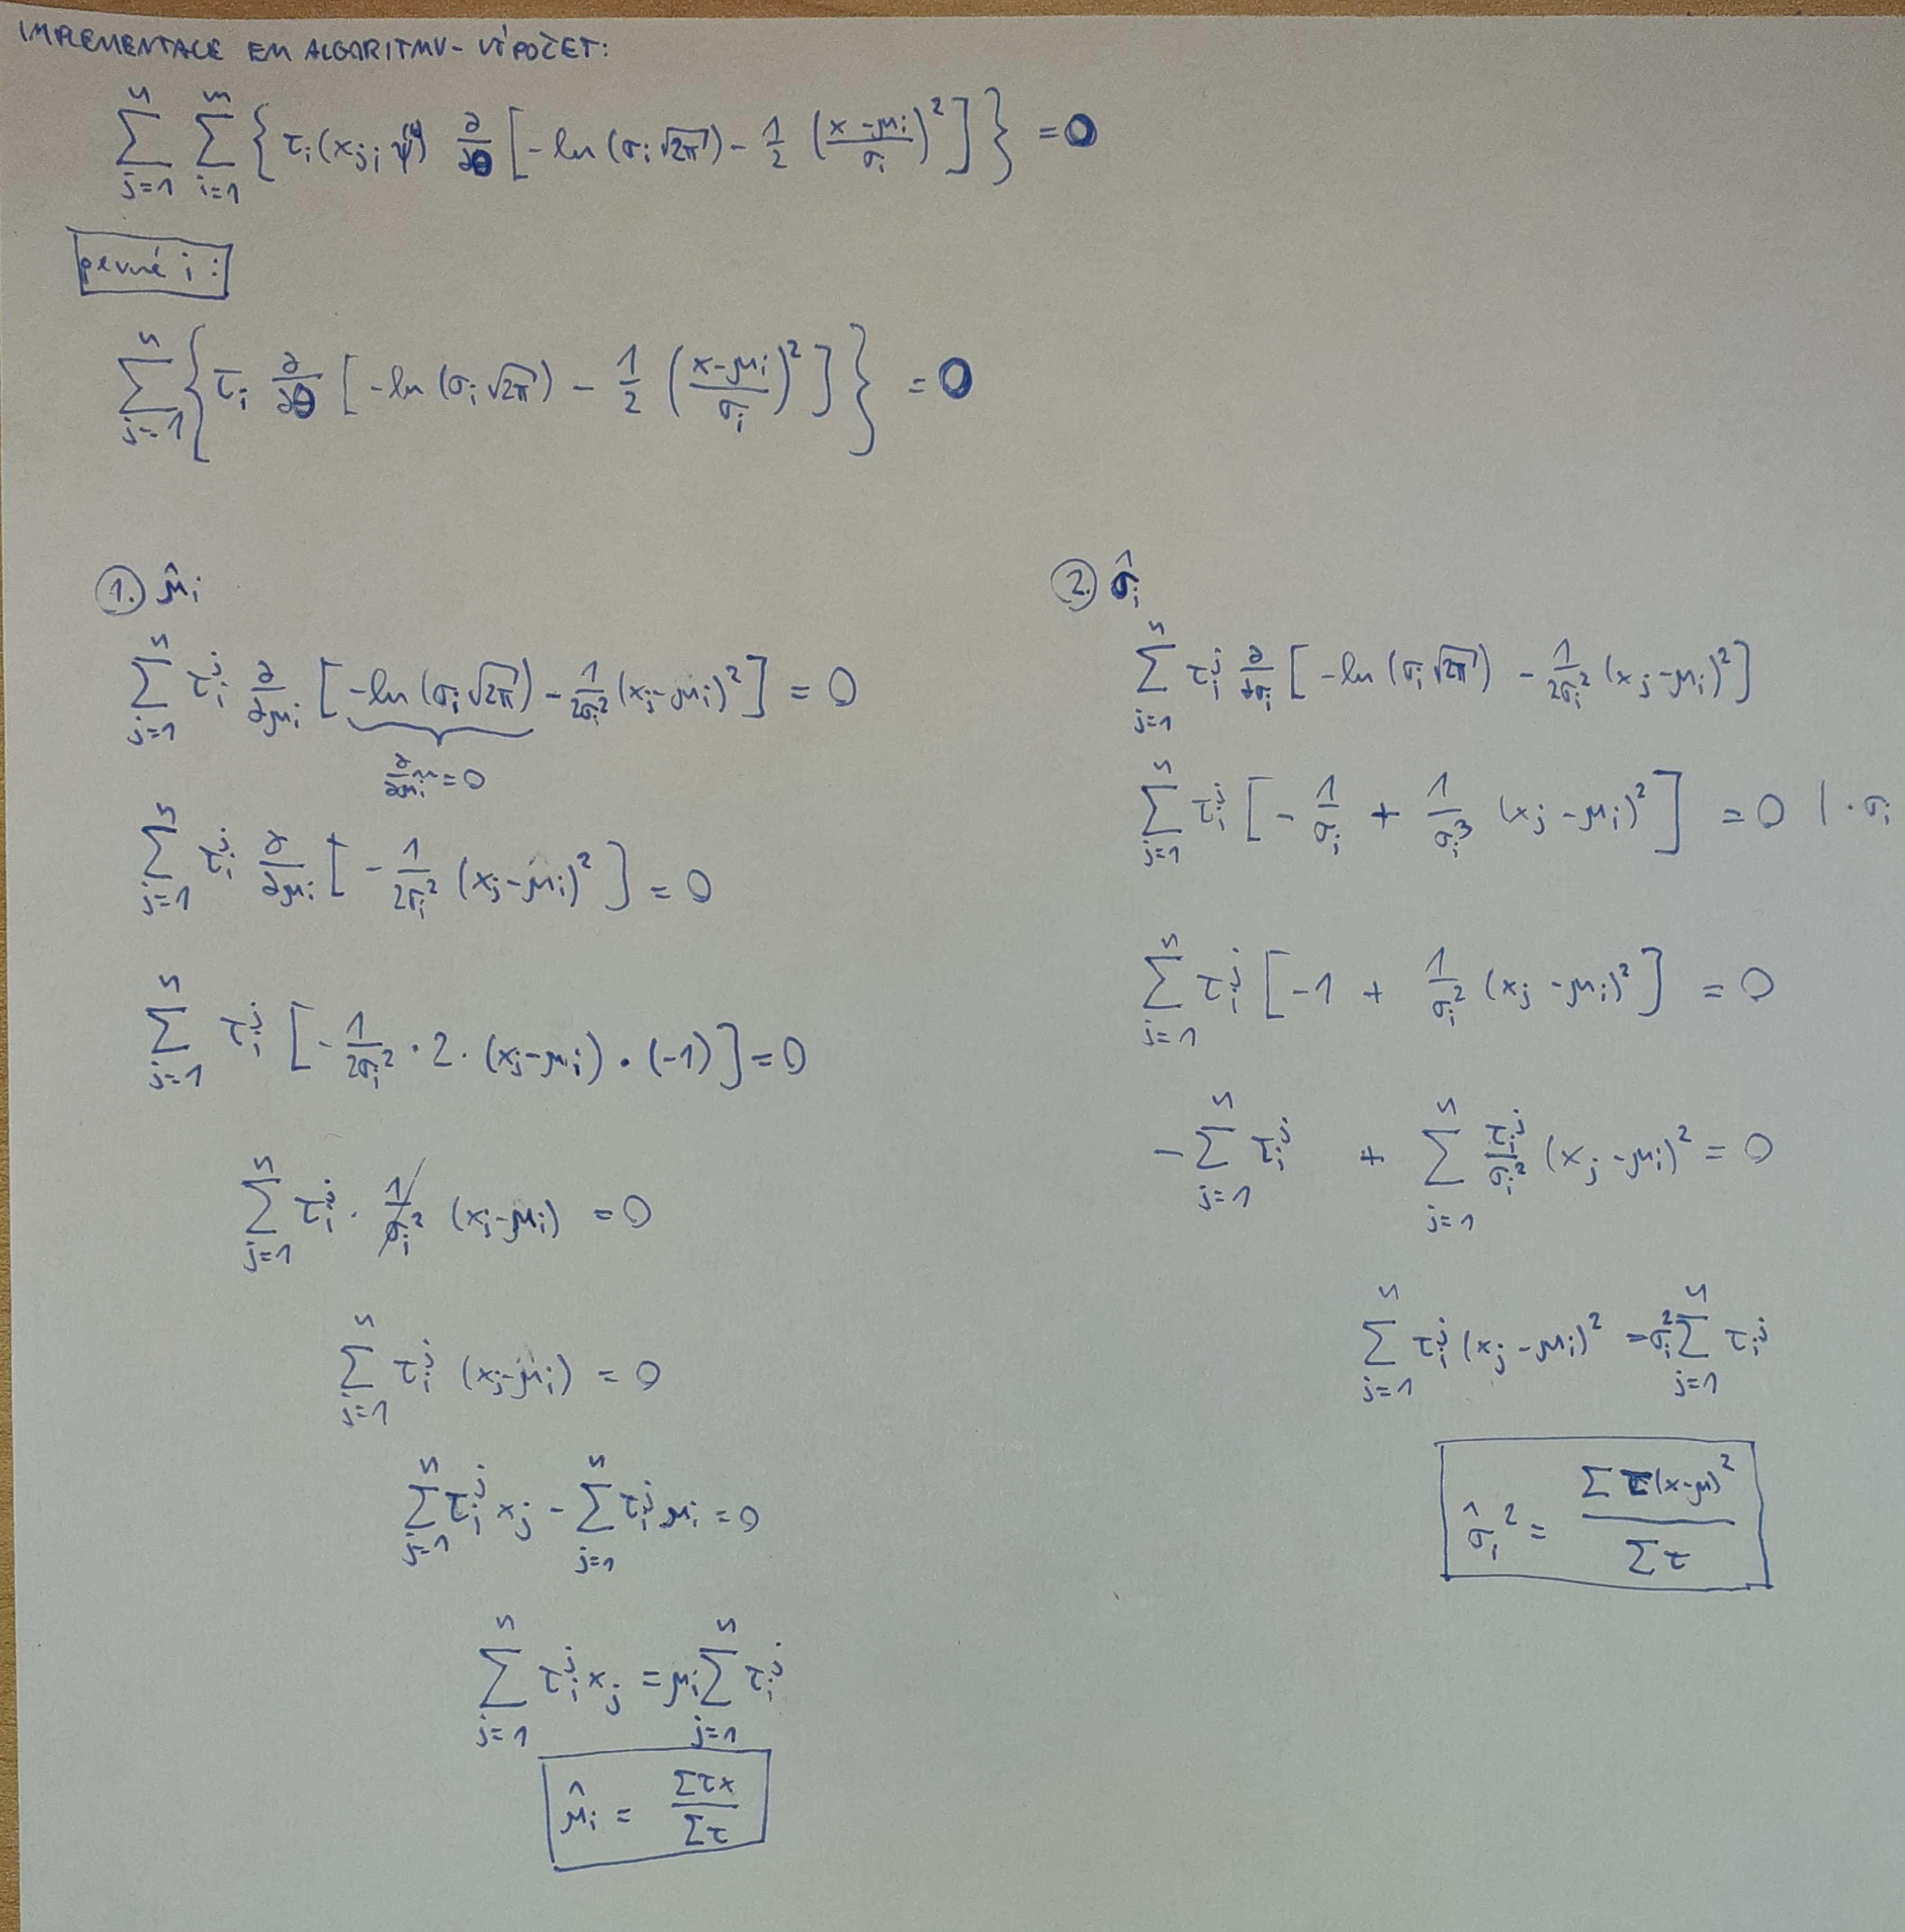 IMPLEMENTACE EM ALGORITMU - VÝPOČET:
$\sum_{j=1}^{n} \sum_{i=1}^{m} \left\{ \tau_i(x_j; \psi^{(k)}) \frac{\partial}{\partial \theta} \left[ -\ln(\sigma_i \sqrt{2\pi}) - \frac{1}{2} \left( \frac{x-\mu_i}{\sigma_i} \right)^2 \right] \right\} = 0$
pevné i:
$\sum_{j=1}^{n} \left\{ \tau_i \frac{\partial}{\partial \theta} \left[ -\ln(\sigma_i \sqrt{2\pi}) - \frac{1}{2} \left( \frac{x-\mu_i}{\sigma_i} \right)^2 \right] \right\} = 0$
1. $\hat{\mu}_i$
$\sum_{j=1}^{n} \tau_i^j \frac{\partial}{\partial \mu_i} \left[ \underbrace{-\ln(\sigma_i \sqrt{2\pi})}_{\frac{\partial}{\partial \mu_i} = 0} - \frac{1}{2\sigma_i^2} (x_j - \mu_i)^2 \right] = 0$
$\sum_{j=1}^{n} \tau_i^j \frac{\partial}{\partial \mu_i} \left[ -\frac{1}{2\sigma_i^2} (x_j - \mu_i)^2 \right] = 0$
$\sum_{j=1}^{n} \tau_i^j \left[ -\frac{1}{2\sigma_i^2} \cdot 2 \cdot (x_j - \mu_i) \cdot (-1) \right] = 0$
$\sum_{j=1}^{n} \tau_i^j \cdot \frac{1}{\sigma_i^2} (x_j - \mu_i) = 0$
$\sum_{j=1}^{n} \tau_i^j (x_j - \mu_i) = 0$
$\sum_{j=1}^{n} \tau_i^j x_j - \sum_{j=1}^{n} \tau_i^j \mu_i = 0$
$\sum_{j=1}^{n} \tau_i^j x_j = \mu_i \sum_{j=1}^{n} \tau_i^j$
$\hat{\mu}_i = \frac{\Sigma \tau x}{\Sigma \tau}$
2. $\hat{\sigma}_i$
$\sum_{j=1}^{n} \tau_i^j \frac{\partial}{\partial \sigma_i} \left[ -\ln(\sigma_i \sqrt{2\pi}) - \frac{1}{2\sigma_i^2} (x_j - \mu_i)^2 \right]$
$\sum_{j=1}^{n} \tau_i^j \left[ -\frac{1}{\sigma_i} + \frac{1}{\sigma_i^3} (x_j - \mu_i)^2 \right] = 0 \quad | \cdot \sigma_i$
$\sum_{j=1}^{n} \tau_i^j \left[ -1 + \frac{1}{\sigma_i^2} (x_j - \mu_i)^2 \right] = 0$
$-\sum_{j=1}^{n} \tau_i^j + \sum_{j=1}^{n} \frac{\tau_i^j}{\sigma_i^2} (x_j - \mu_i)^2 = 0$
$\sum_{j=1}^{n} \tau_i^j (x_j - \mu_i)^2 = \sigma_i^2 \sum_{j=1}^{n} \tau_i^j$
$\hat{\sigma}_i^2 = \frac{\Sigma \tau (x-\mu)^2}{\Sigma \tau}$